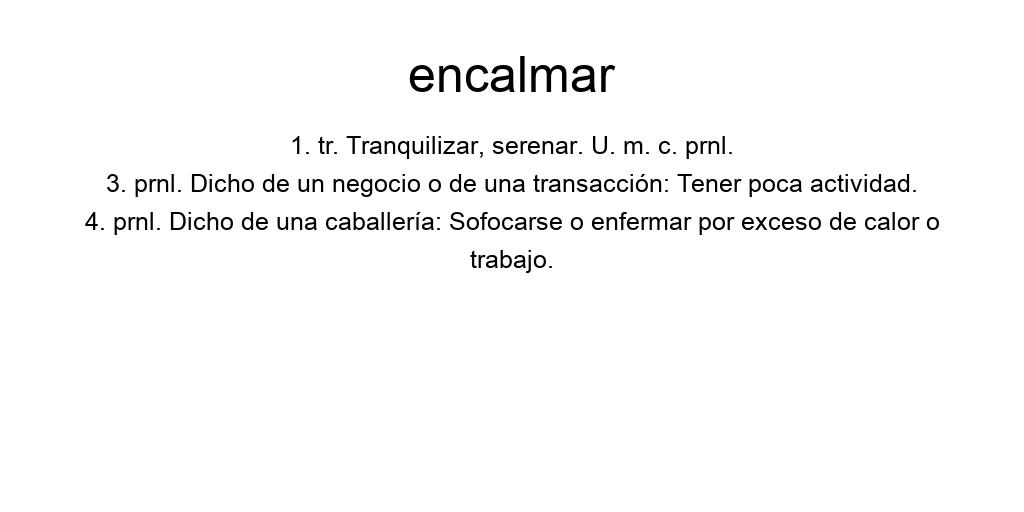 encalmar
1. tr. Tranquilizar, serenar. U. m. c. prnl.
3. prnl. Dicho de un negocio o de una transacción: Tener poca actividad.
4. prnl. Dicho de una caballería: Sofocarse o enfermar por exceso de calor o
trabajo.